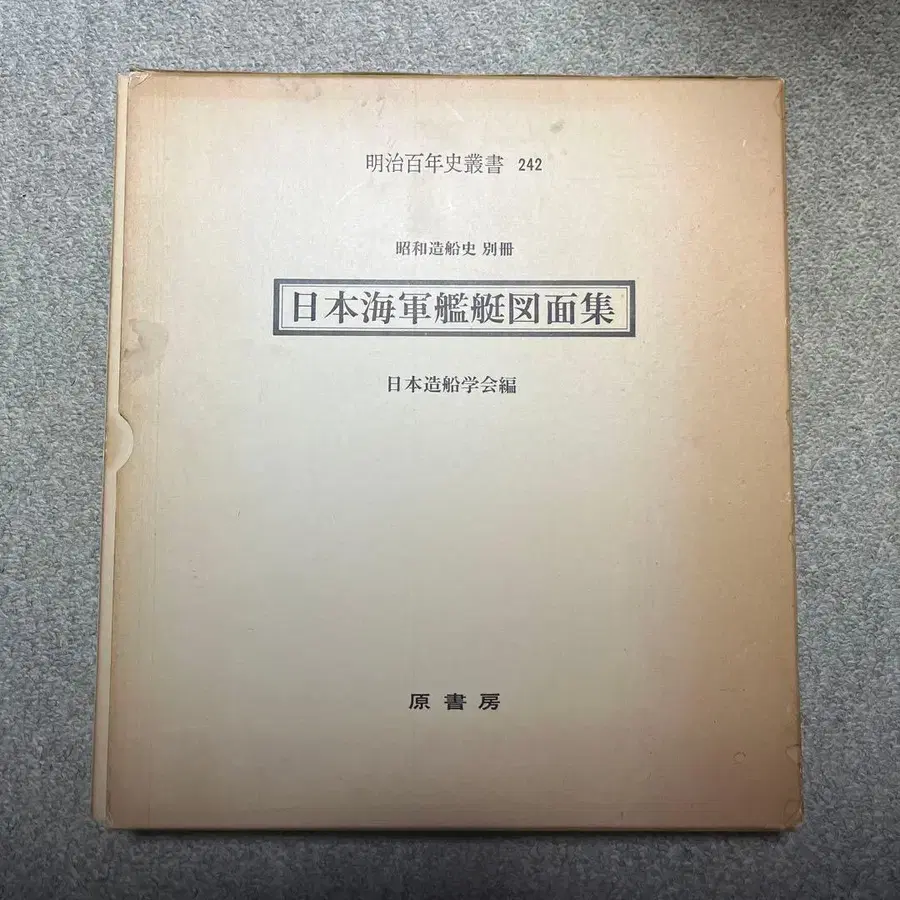 明治百年史叢書 242
昭和造船史 別冊
日本海軍艦艇図面集
日本造船学会編
原書房